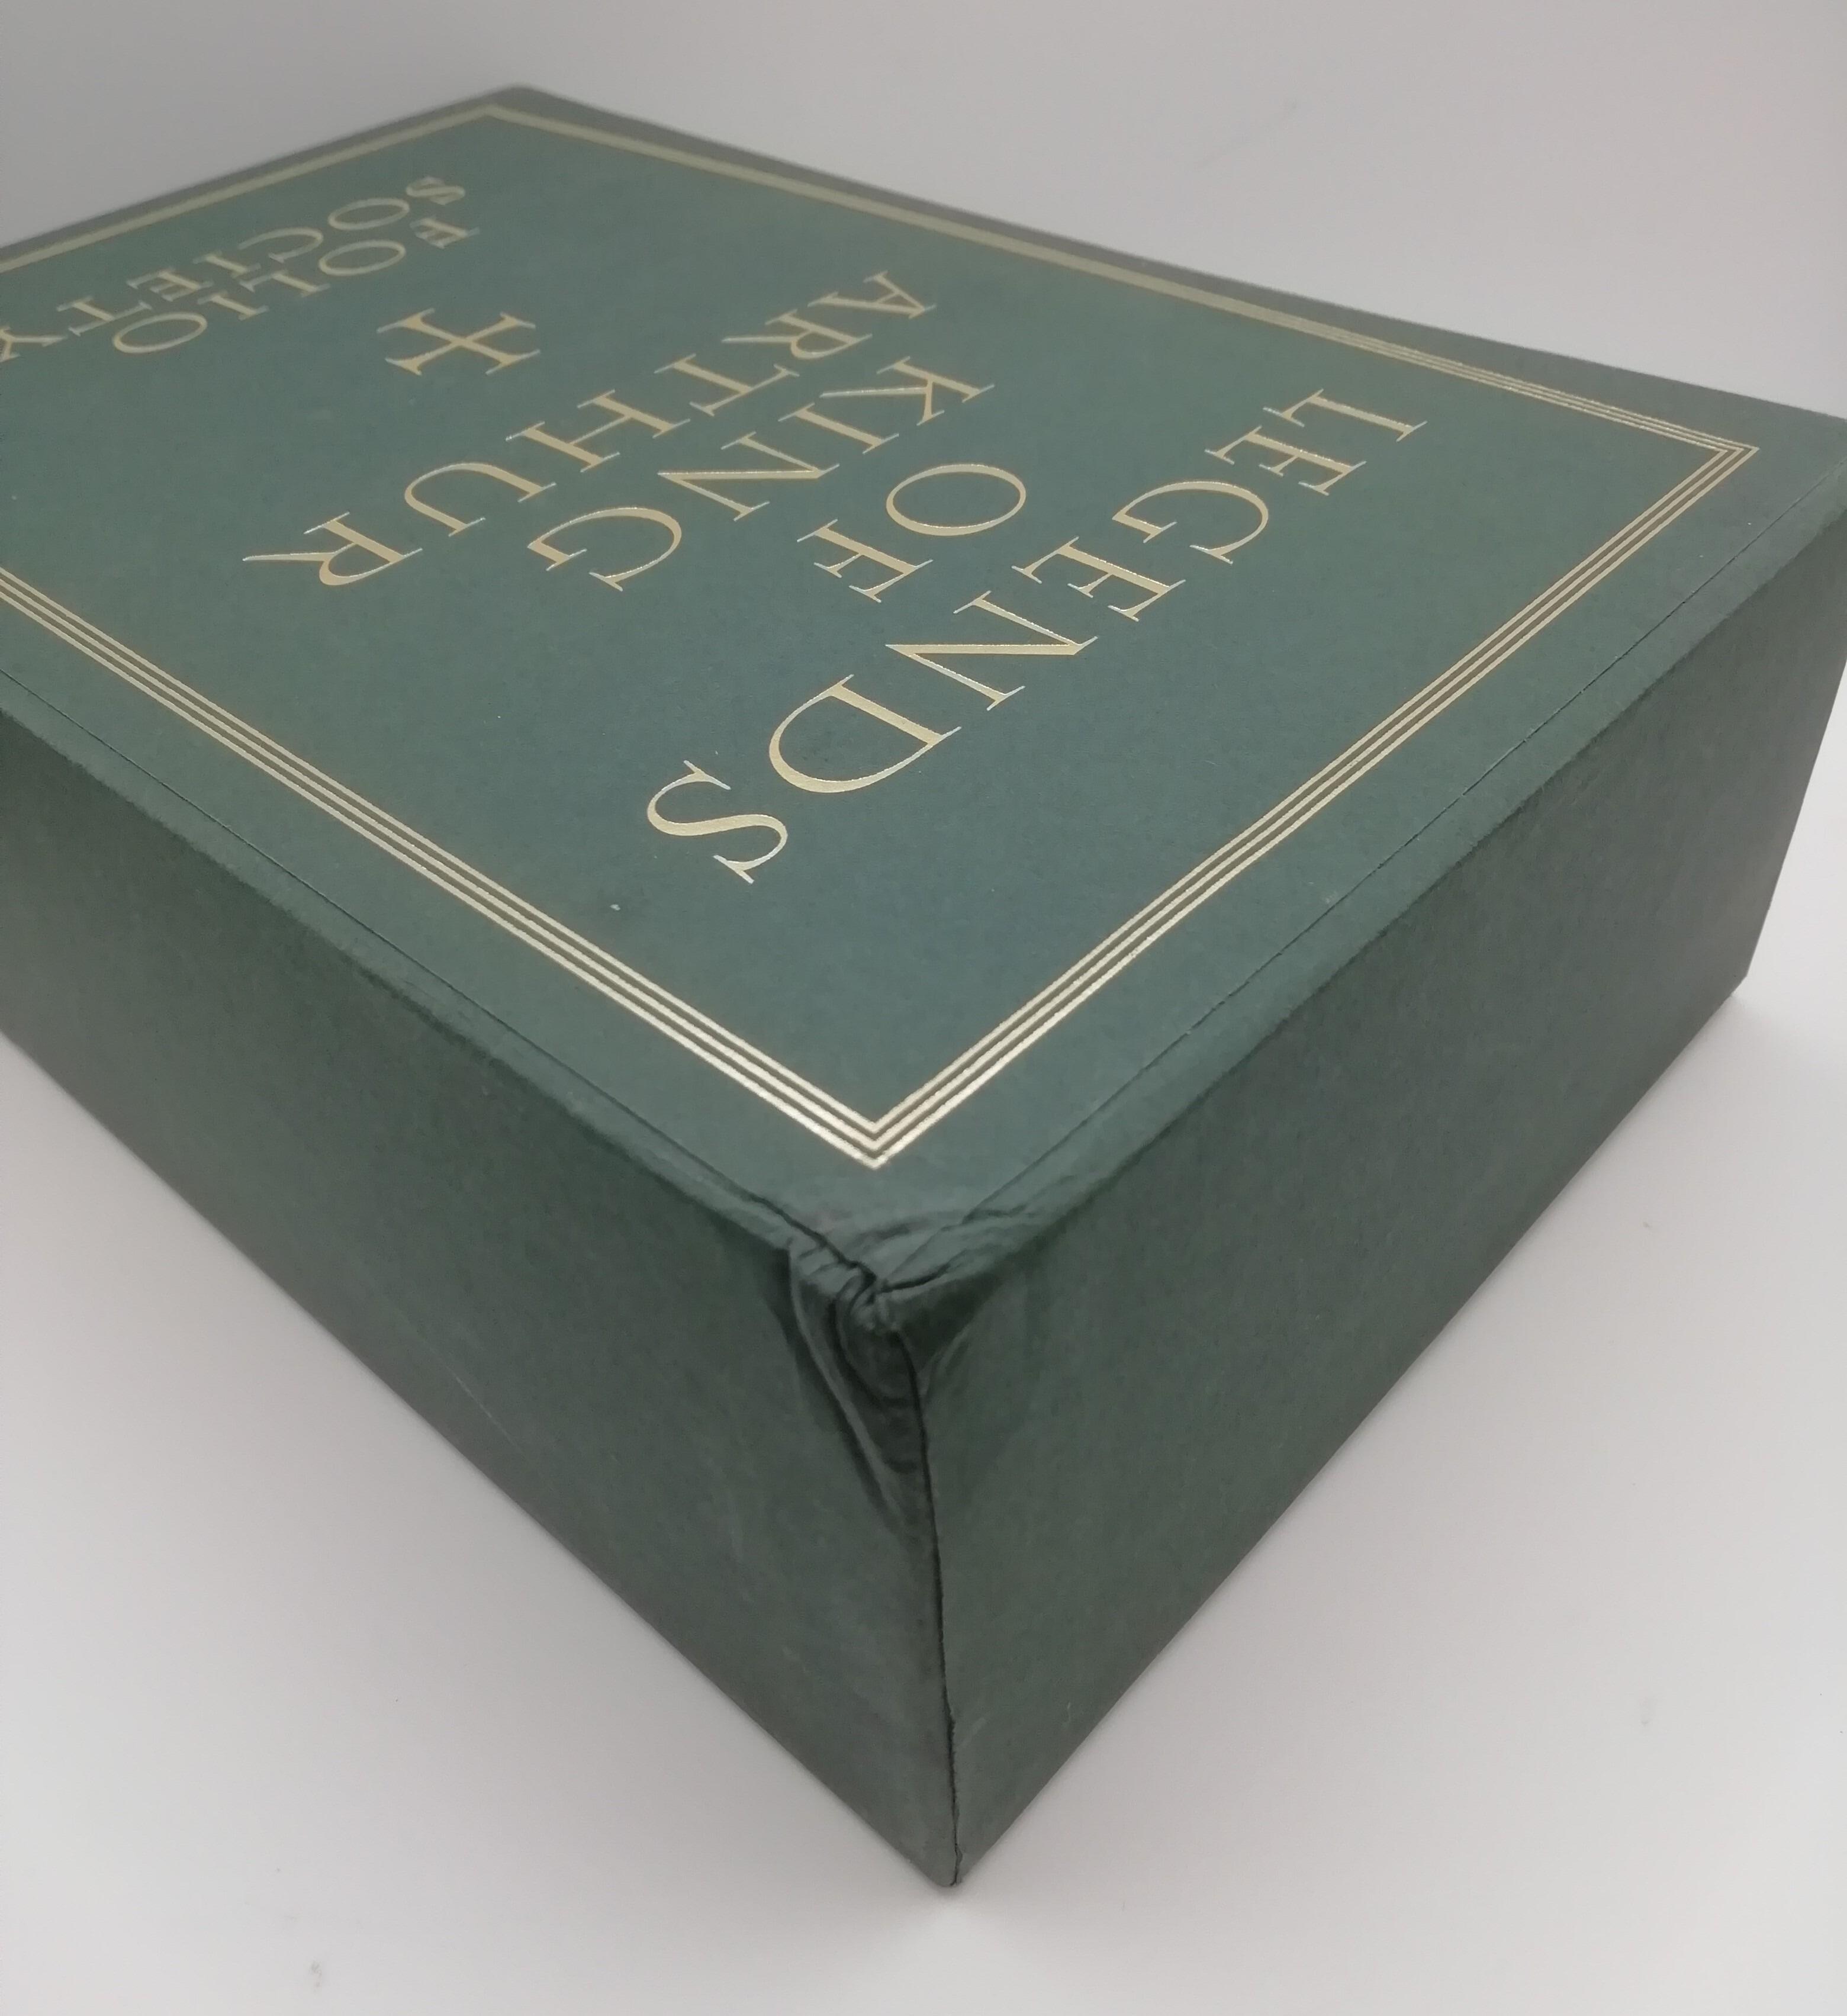 LEGENDS
OF
KING
ARTHUR
FOLIO
SOCIETY